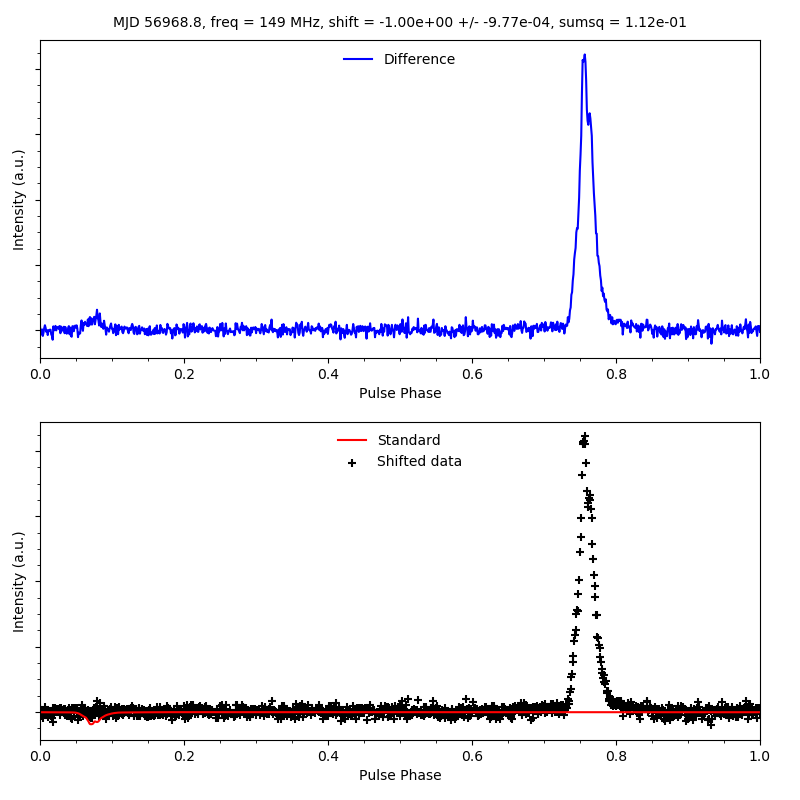 MJD 56968.8, freq = 149 MHz, shift = -1.00e+00 +/- -9.77e-04, sumsq = 1.12e-01
Difference
Intensity (a.u.)
0.0 0.2 0.4 0.6 0.8 1.0
Pulse Phase
Standard
Shifted data
Intensity (a.u.)
0.0 0.2 0.4 0.6 0.8 1.0
Pulse Phase